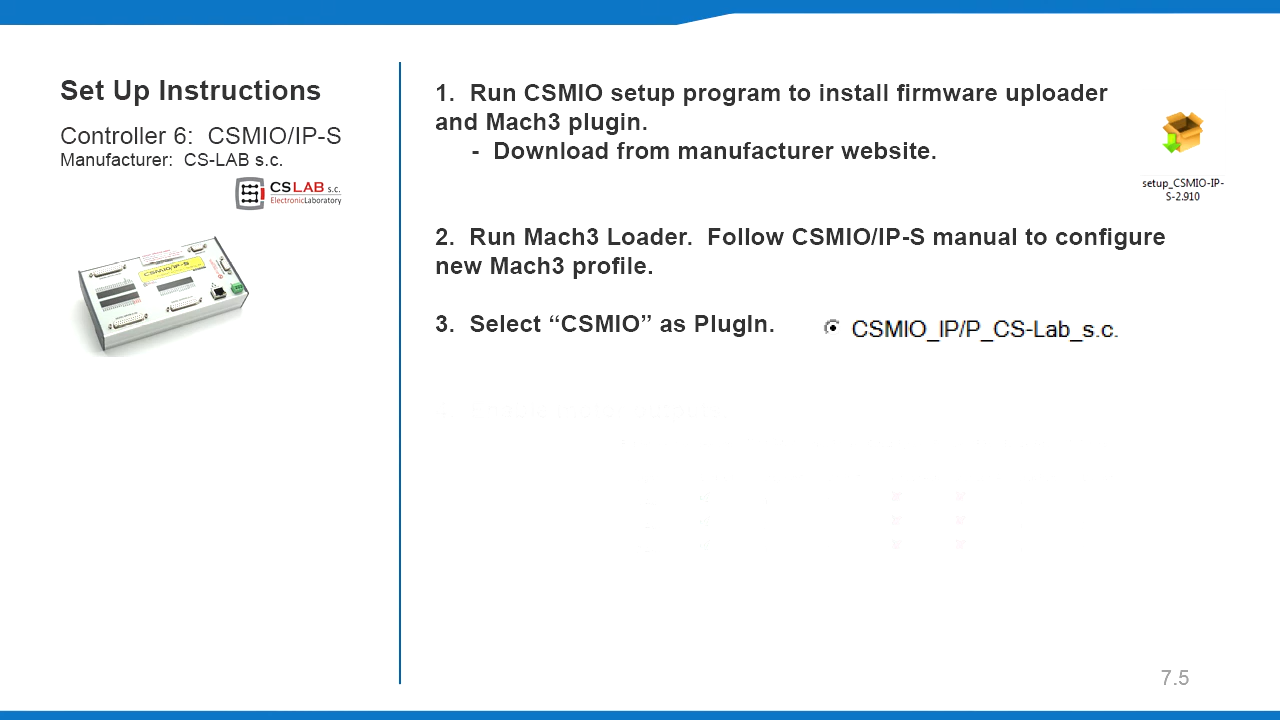 Set Up Instructions
Controller 6: CSMIO/IP-S
Manufacturer: CS-LAB s.c.
CSLAB s.c.
ElectronicLaboratory
CSMIO/IP-S
1. Run CSMIO setup program to install firmware uploader
and Mach3 plugin.
- Download from manufacturer website.
setup_CSMIO-IP-
S-2.910
2. Run Mach3 Loader. Follow CSMIO/IP-S manual to configure
new Mach3 profile.
3. Select “CSMIO” as PlugIn.
CSMIO_IP/P_CS-Lab_s.c.
7.5